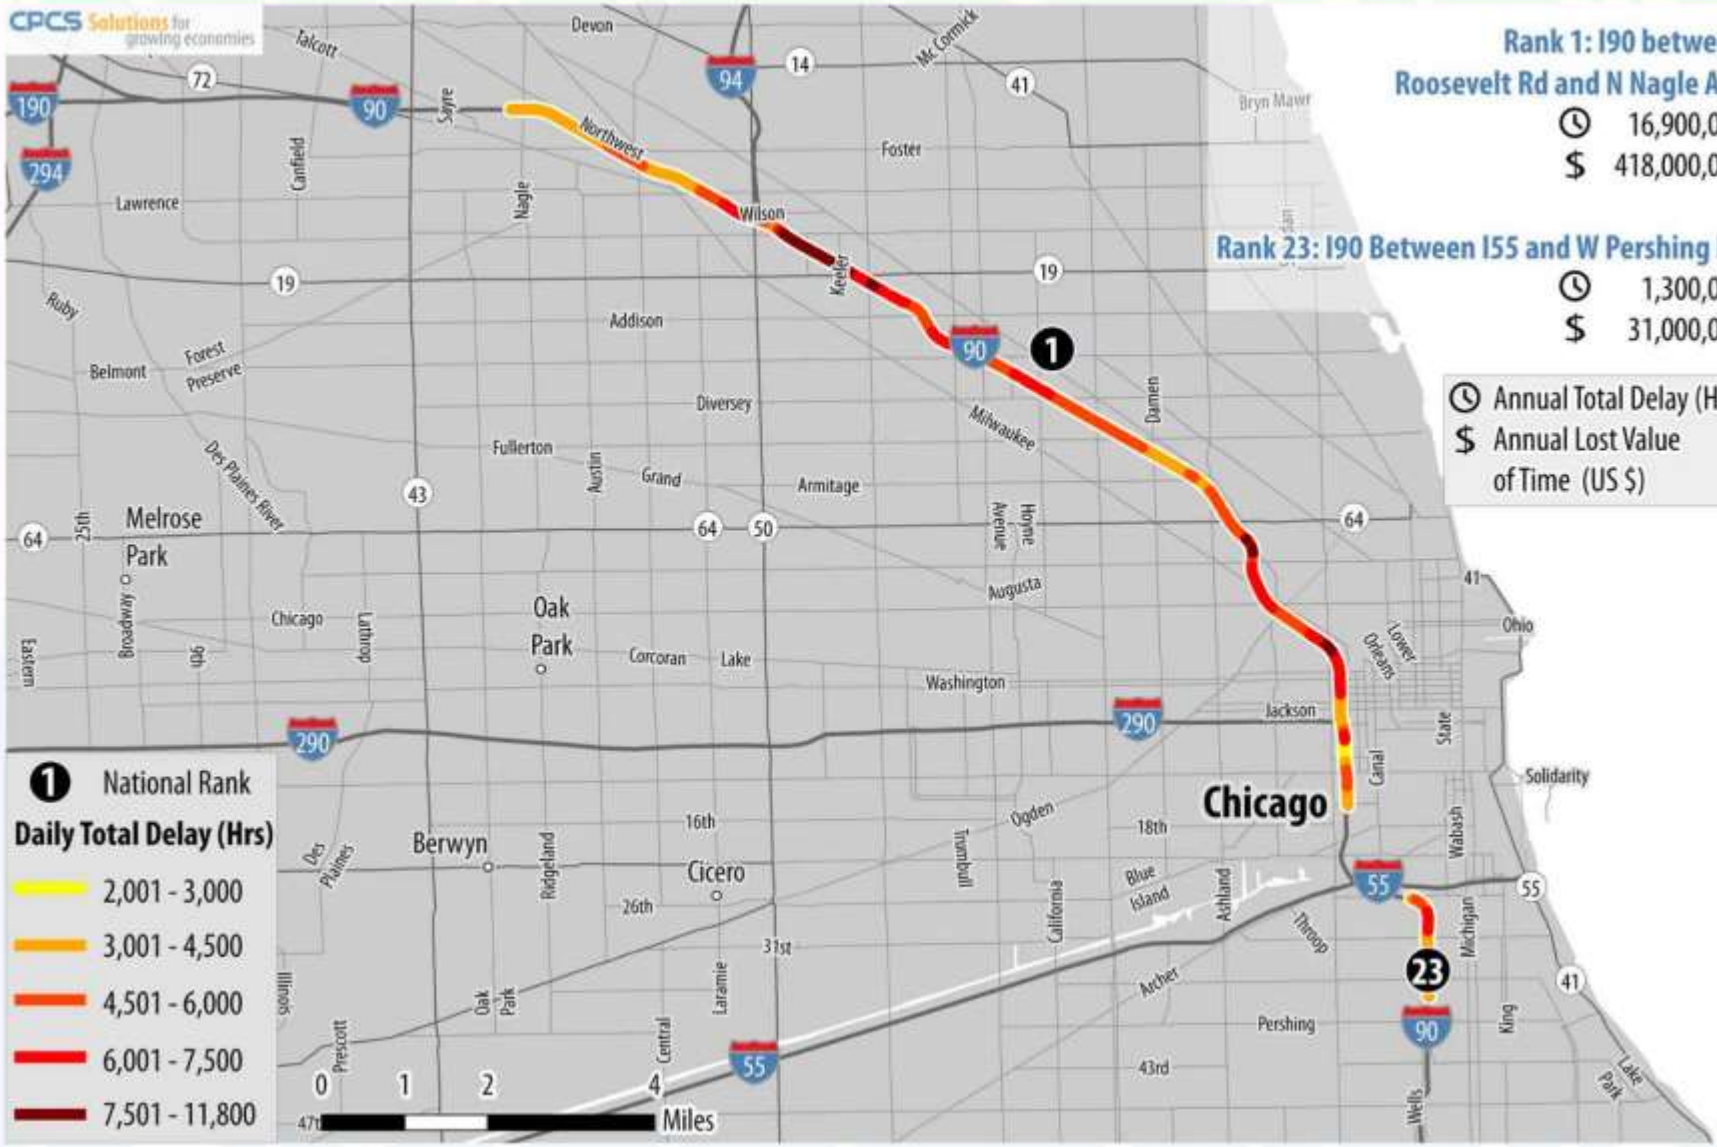 CPCS Solutions for
growing economies
Rank 1: I90 betwe
Roosevelt Rd and N Nagle A
16,900,0
$ 418,000,0
Rank 23: I90 Between I55 and W Pershing
1,300,0
$ 31,000,0
Annual Total Delay (H
$ Annual Lost Value
of Time (US $)
Devon
Talcott
Mc Cormick
94
14
72
41
190
90
Sayre
Bryn Mawr
Northwest
Foster
Canfield
294
Nagle
Lawrence
Wilson
19
Keeler
19
Ruby
Addison
90
1
Forest
Preserve
Belmont
Diversey
Damen
Milwaukee
Fullerton
Austin
Grand
Armitage
Des Plaines River
43
Melrose
Park
25th
64
64
50
Avenue
Hoyne
64
41
Augusta
Broadway
Chicago
Oak
Park
Lathrop
Ohio
Lower
Orleans
Eastern
9th
Corcoran
Lake
Washington
290
290
Jackson
State
Canal
Solidarity
Chicago
16th
Ogden
18th
Wabash
Berwyn
Des
Plaines
Ridgeland
Cicero
Trumbull
Blue
Island
Ashland
55
55
26th
California
Throop
Michigan
31st
23
41
Archer
Illinois
Oak
Park
Laramie
Prescott
Central
Pershing
90
King
55
43rd
Wells
Lake
Park
47t
1 National Rank
Daily Total Delay (Hrs)
2,001 - 3,000
3,001 - 4,500
4,501 - 6,000
6,001 - 7,500
7,501 - 11,800
0 1 2 4
Miles